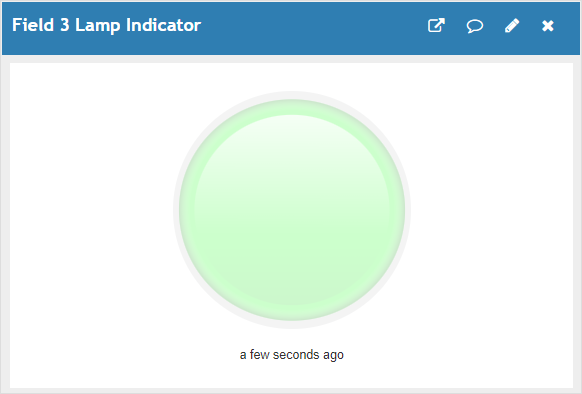 Field 3 Lamp Indicator
a few seconds ago